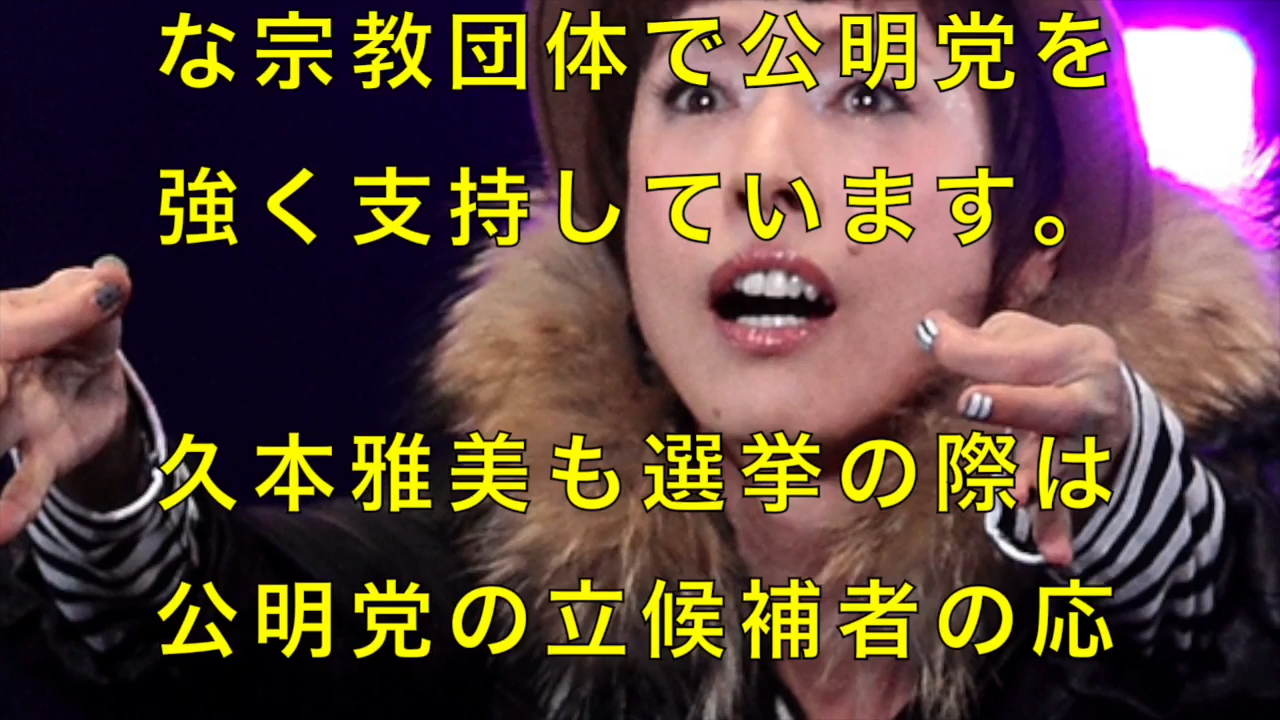 な宗教団体で公明党を
強く支持しています。
久本雅美も選挙の際は
公明党の立候補者の応